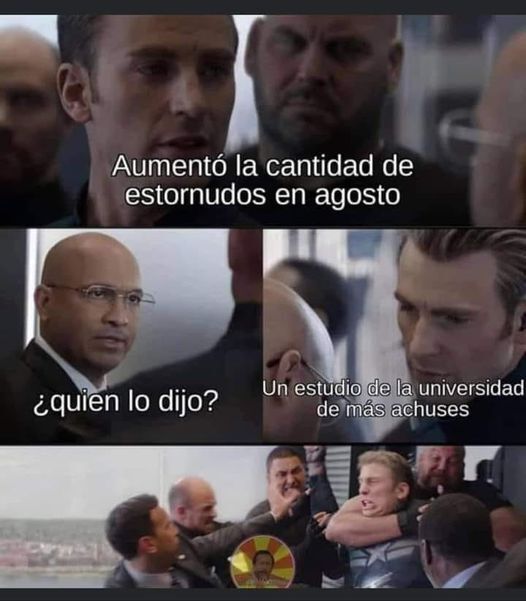 Aumentó la cantidad de
estornudos en agosto
¿quien lo dijo?
Un estudio de la universidad
de más achuses